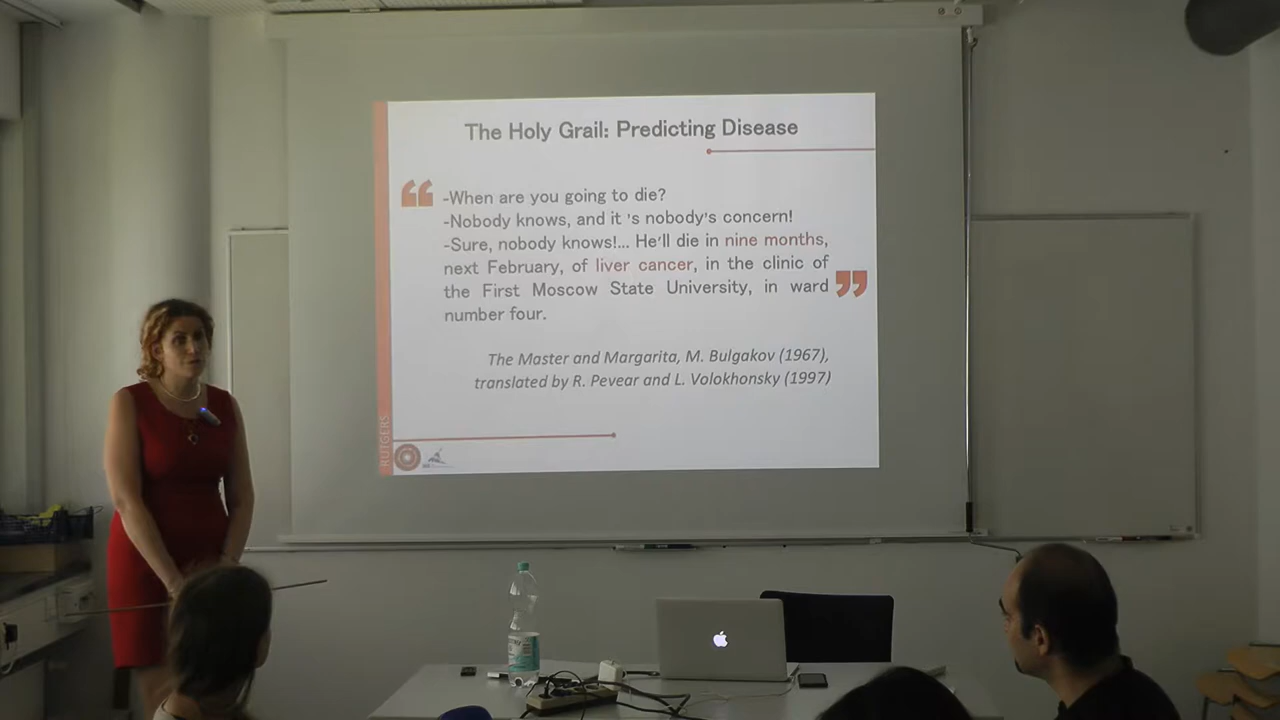 The Holy Grail: Predicting Disease
-When are you going to die?
-Nobody knows, and it 's nobody's concern!
-Sure, nobody knows!... He'll die in nine months,
next February, of liver cancer, in the clinic of
the First Moscow State University, in ward
number four.
The Master and Margarita, M. Bulgakov (1967),
translated by R. Pevear and L. Volokhonsky (1997)
RUTGERS